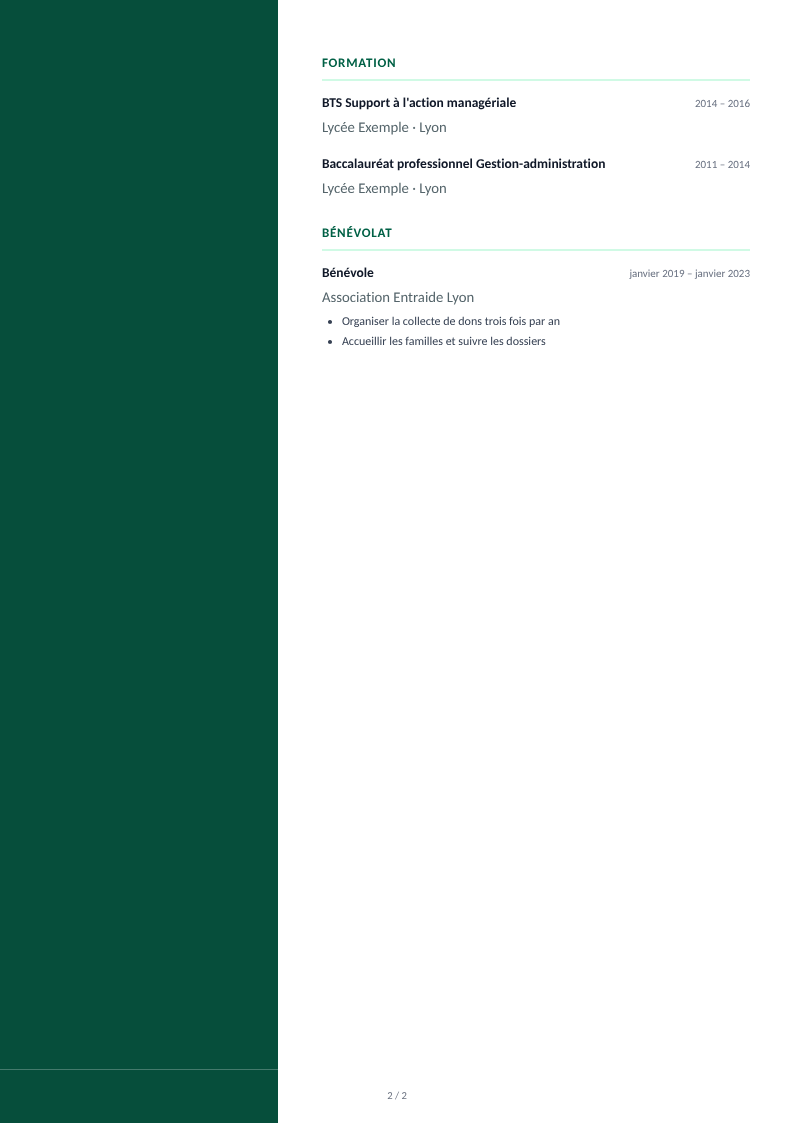 FORMATION
BTS Support à l'action managériale 2014 – 2016
Lycée Exemple · Lyon
Baccalauréat professionnel Gestion-administration 2011 – 2014
Lycée Exemple · Lyon
BÉNÉVOLAT
Bénévole janvier 2019 – janvier 2023
Association Entraide Lyon
• Organiser la collecte de dons trois fois par an
• Accueillir les familles et suivre les dossiers
2 / 2